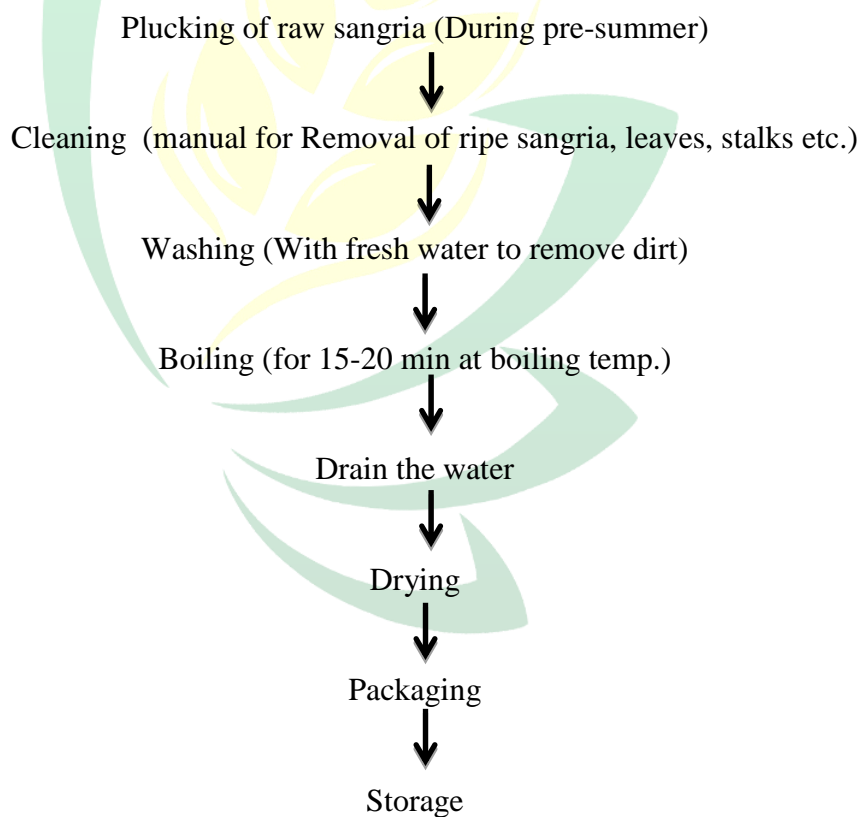 Plucking of raw sangria (During pre-summer)
Cleaning (manual for Removal of ripe sangria, leaves, stalks etc.)
Washing (With fresh water to remove dirt)
Boiling (for 15-20 min at boiling temp.)
Drain the water
Drying
Packaging
Storage